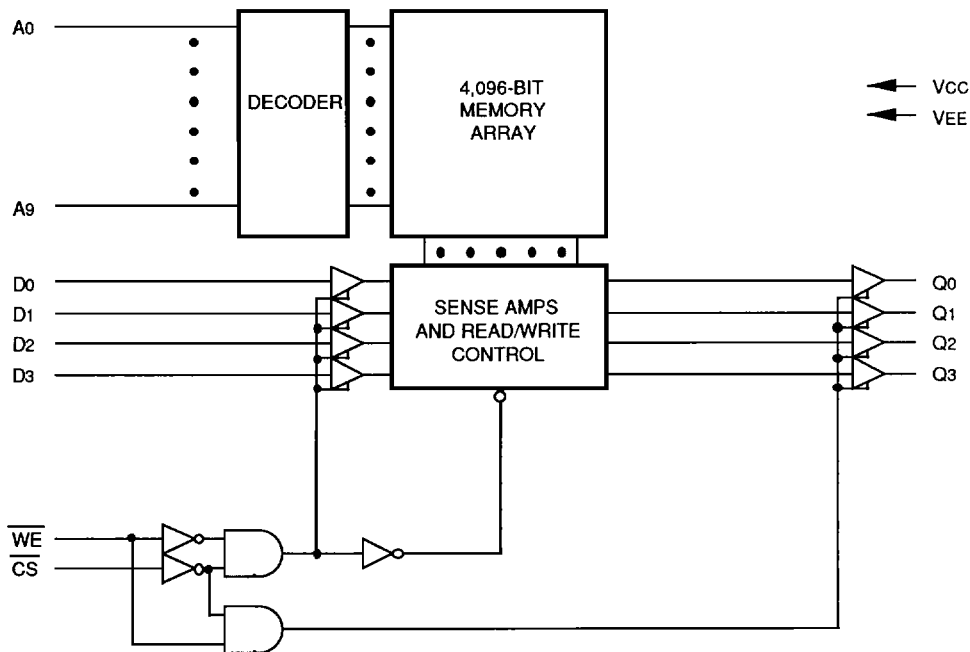 A0
A9
DECODER
4,096-BIT
MEMORY
ARRAY
VCC
VEE
D0
D1
D2
D3
SENSE AMPS
AND READ/WRITE
CONTROL
Q0
Q1
Q2
Q3
WE
CS